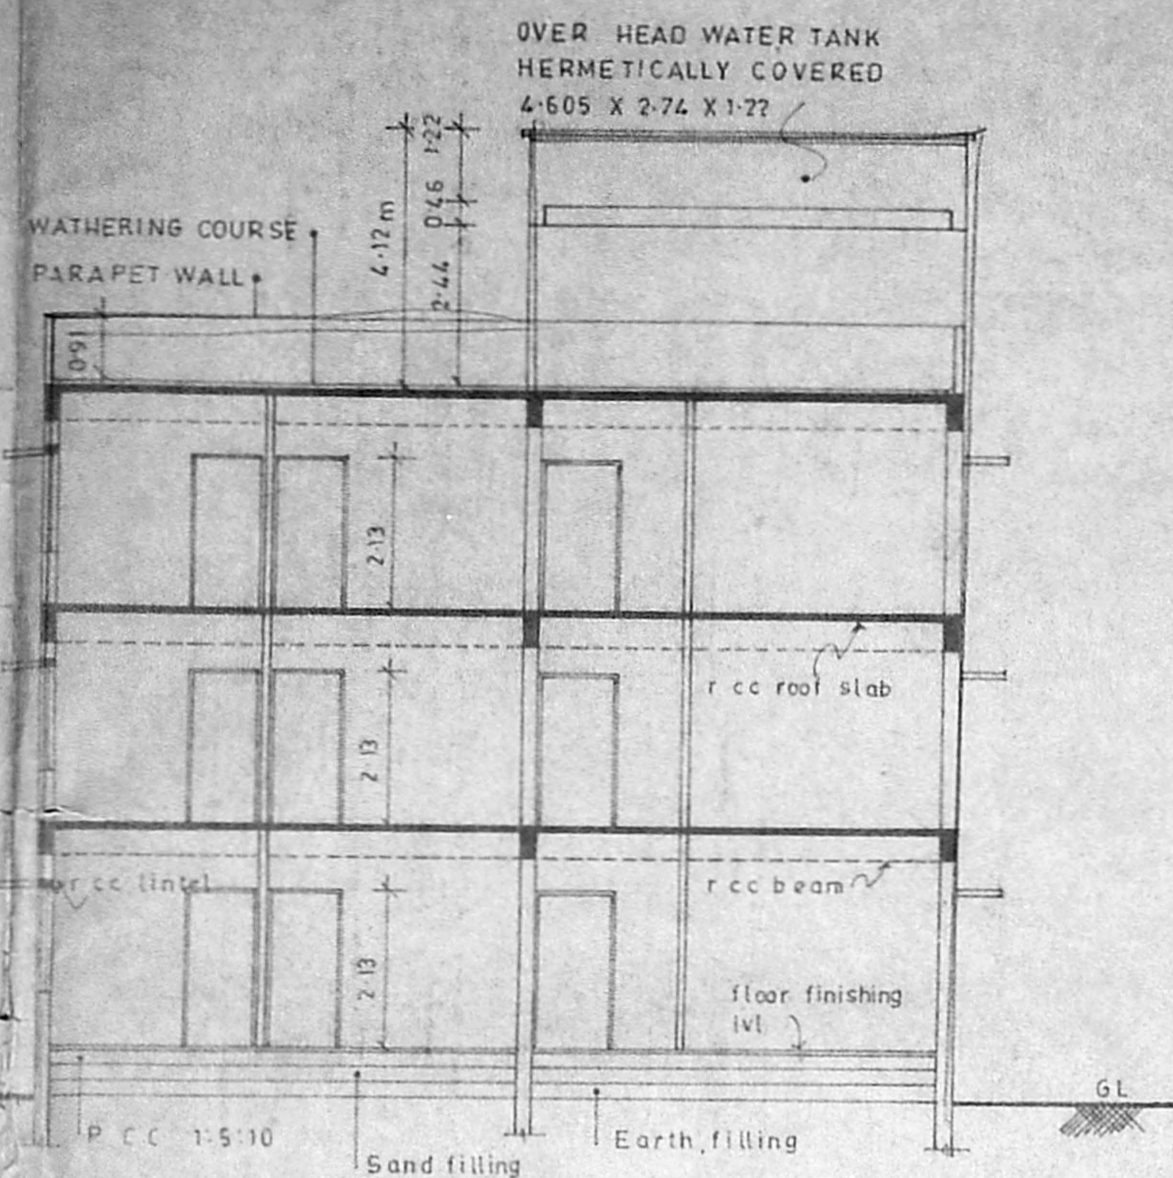 OVER HEAD WATER TANK
HERMETICALLY COVERED
4·605 X 2·74 X 1·22
1·22
0·46
4·12 m
2·44
WATHERING COURSE
PARAPET WALL
0·91
2·13
r cc roof slab
2·13
r cc lintel
r cc beam
2·13
floor finishing
lvl
GL
P C C 1:5:10
Earth filling
Sand filling